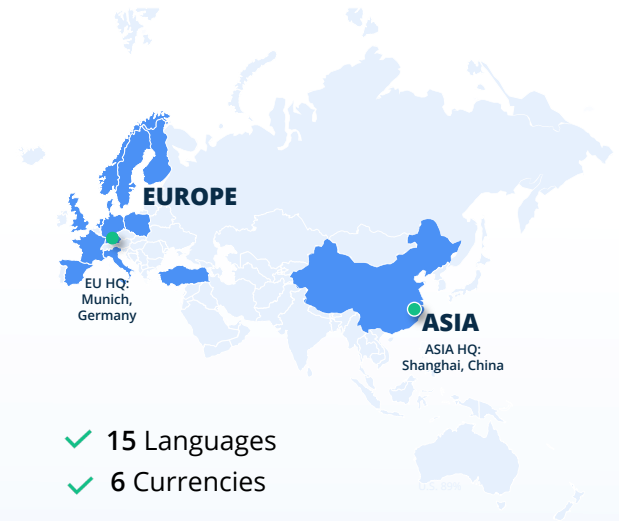 EUROPE
EU HQ:
Munich,
Germany
ASIA
ASIA HQ:
Shanghai, China
15 Languages
6 Currencies